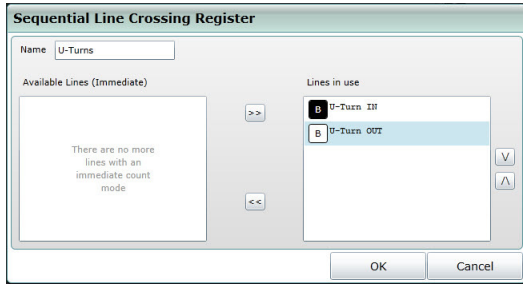 Sequential Line Crossing Register
Name U-Turns
Available Lines (Immediate)
There are no more
lines with an
immediate count
mode
>>
<<
Lines in use
B U-Turn IN
B U-Turn OUT
\/
/\
OK Cancel